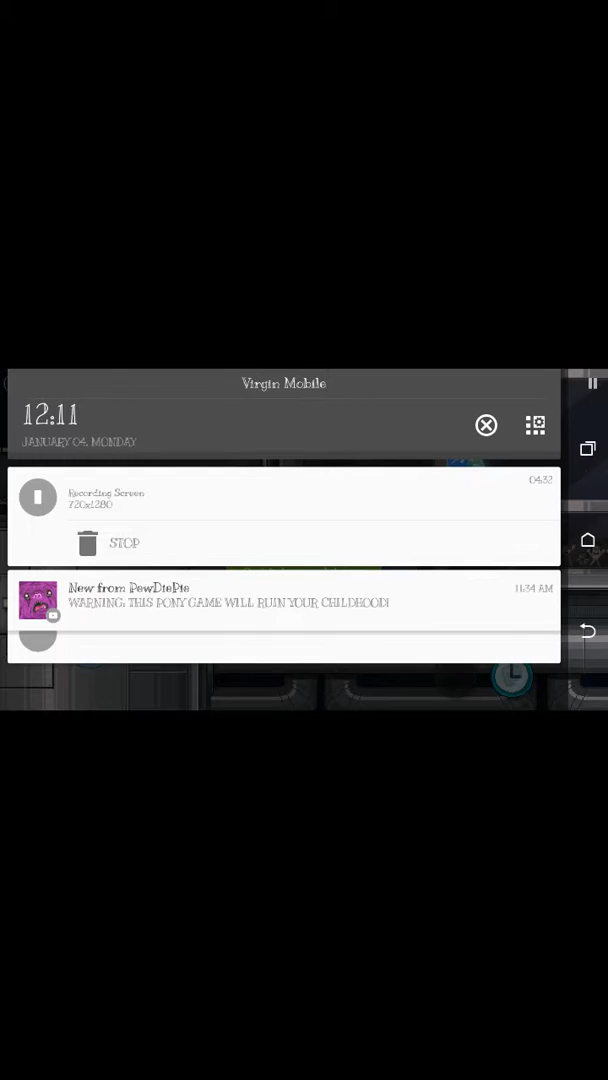 Virgin Mobile
12:11
JANUARY 04, MONDAY
Recording Screen
04:32
720x1280
STOP
New from PewDiePie
11:34 AM
WARNING: THIS PONY GAME WILL RUIN YOUR CHILDHOOD!